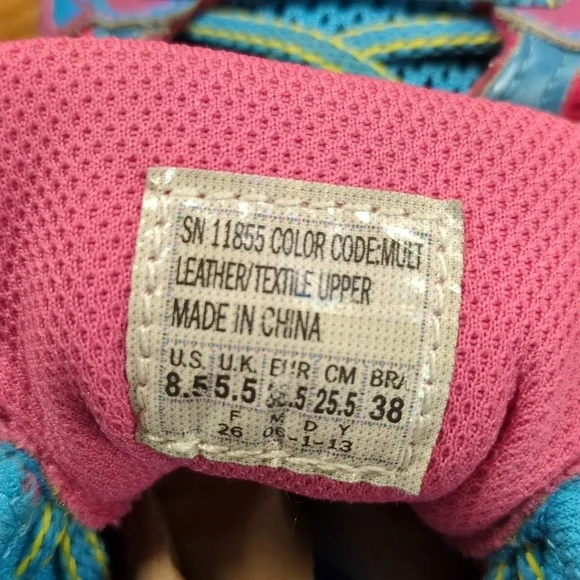 SN 11855 COLOR CODE:MULT
LEATHER/TEXTILE UPPER
MADE IN CHINA
U.S. U.K. EUR CM BRA
8.5 5.5 25.5 38
F M D Y
26 06-1-13